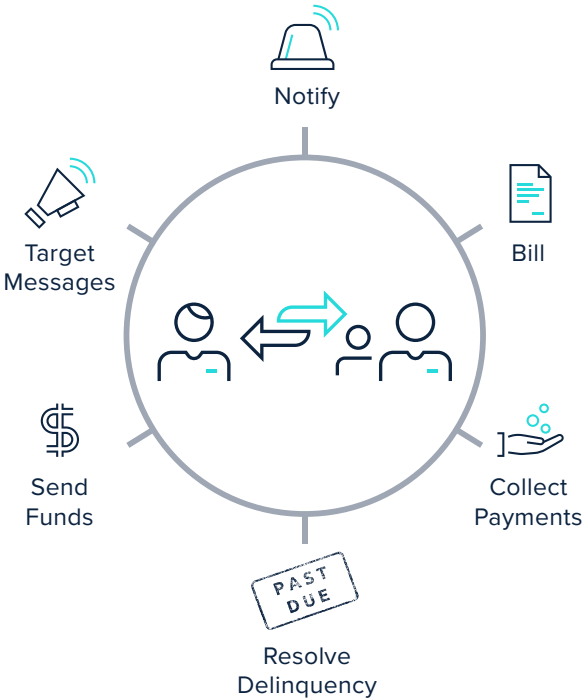 Notify
Target
Messages
Bill
Send
Funds
Collect
Payments
PAST
DUE
Resolve
Delinquency